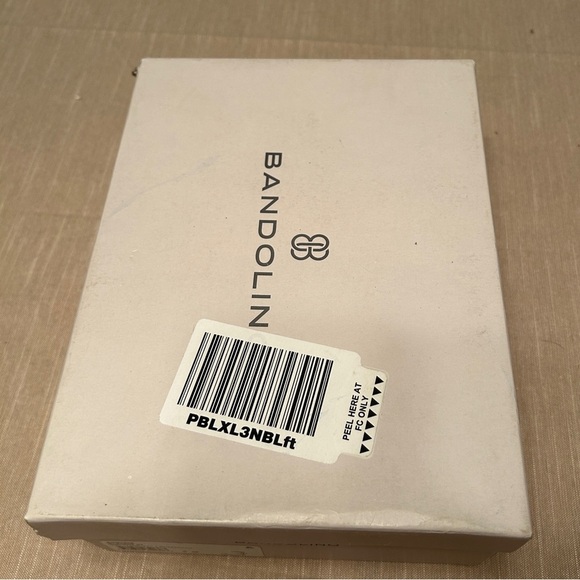 BANDOLIN
PBLXL3NBLft
PEEL HERE AT
FC ONLY